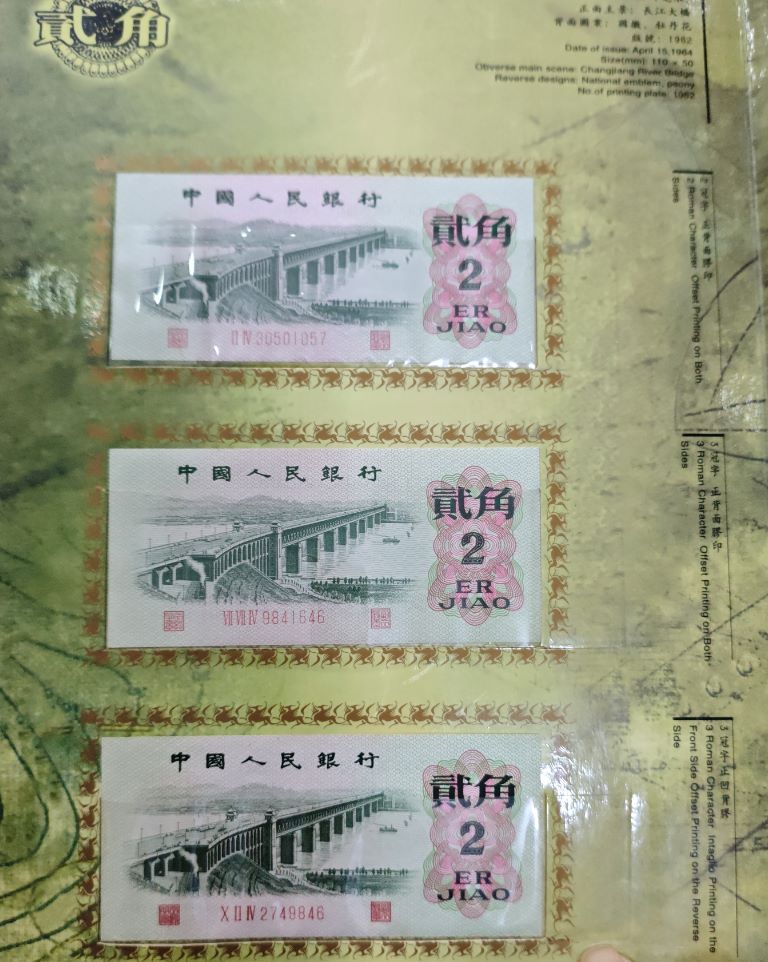 貳角
正面主景：長江大橋
背面圖案：國徽、牡丹花
版號：1962
Date of issue: April 15,1964
Size(mm): 110 × 50
Obverse main scene: Changjiang River Bridge
Reverse designs: National emblem, peony
No.of printing plate: 1962
中國人民銀行
貳角
2
ER
JIAO
II IV 30501057
2 Roman Character Offset Printing on Both
Sides
中國人民銀行
貳角
2
ER
JIAO
VII VII IV 9841646
3 Roman Character Offset Printing on Both
Sides
中國人民銀行
貳角
2
ER
JIAO
X II IV 2749846
3 Roman Character Intaglio Printing on the
Front Side Offset Printing on the Reverse
Side